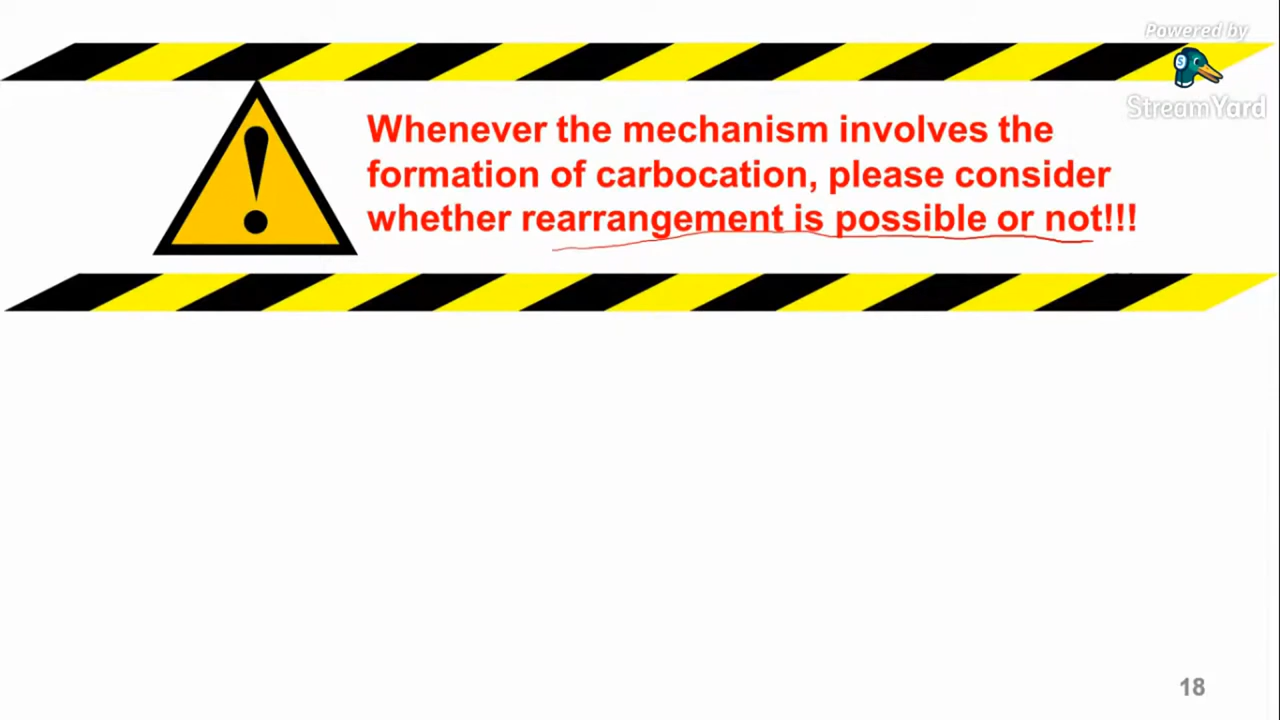 Powered by
StreamYard
Whenever the mechanism involves the
formation of carbocation, please consider
whether rearrangement is possible or not!!!
18